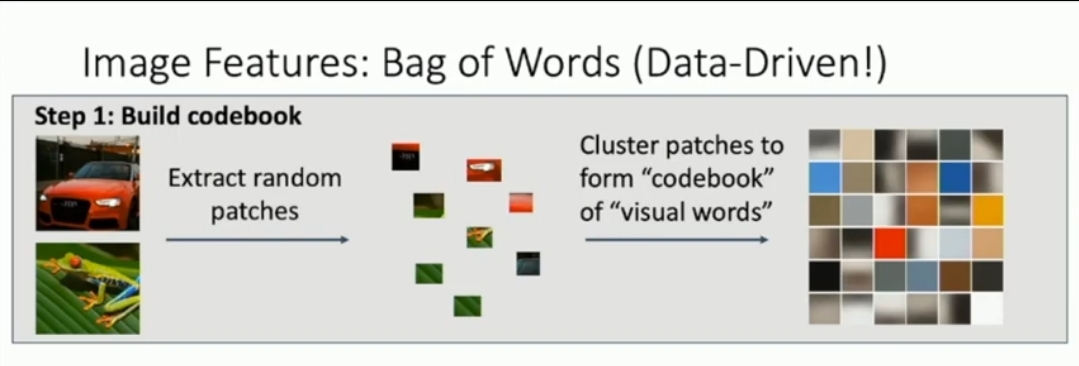 Image Features: Bag of Words (Data-Driven!)
Step 1: Build codebook
Extract random
patches
Cluster patches to
form “codebook”
of “visual words”